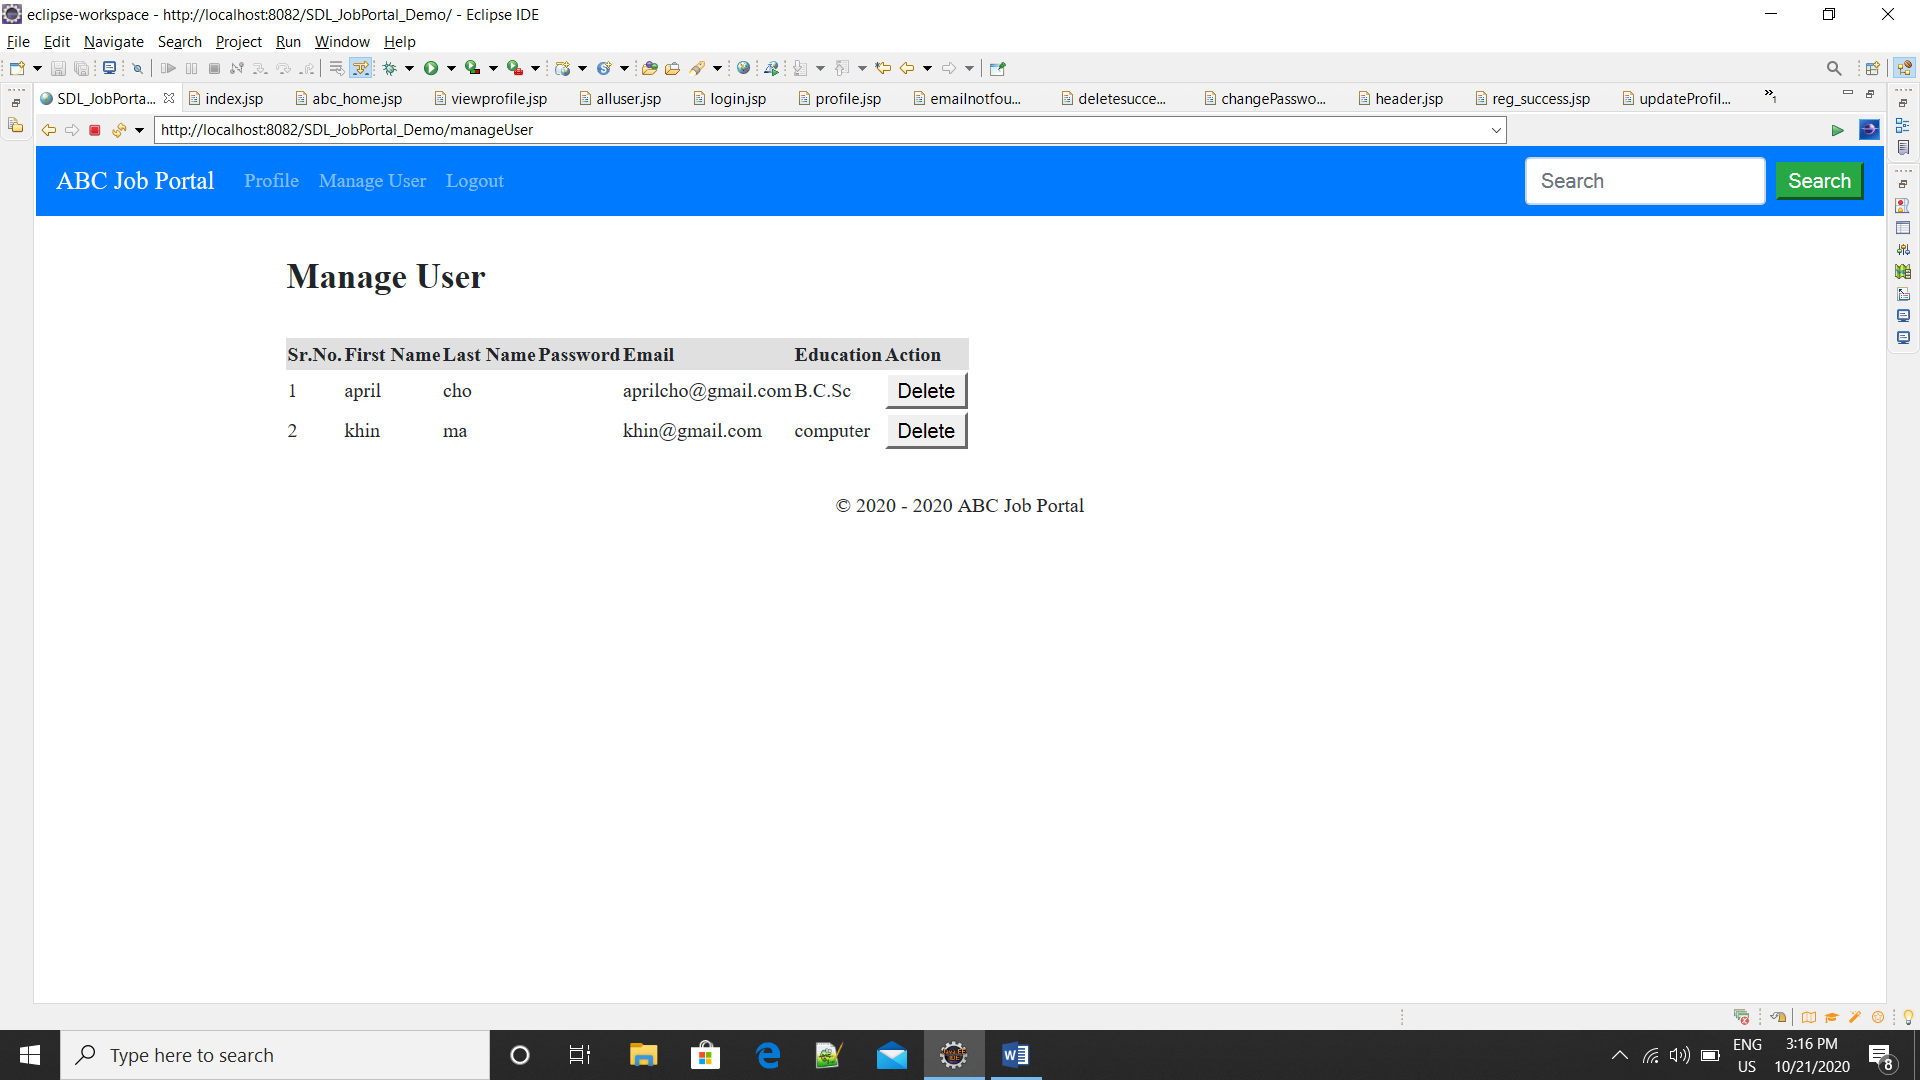 eclipse-workspace - http://localhost:8082/SDL_JobPortal_Demo/ - Eclipse IDE
File Edit Navigate Search Project Run Window Help
SDL_JobPorta... index.jsp abc_home.jsp viewprofile.jsp alluser.jsp login.jsp profile.jsp emailnotfou... deletesucce... changePasswo... header.jsp reg_success.jsp updateProfil... »1
http://localhost:8082/SDL_JobPortal_Demo/manageUser
ABC Job Portal Profile Manage User Logout Search Search
Manage User
Sr.No. First Name Last Name Password Email Education Action
1 april cho aprilcho@gmail.com B.C.Sc Delete
2 khin ma khin@gmail.com computer Delete
© 2020 - 2020 ABC Job Portal
Type here to search
ENG
US
3:16 PM
10/21/2020
8